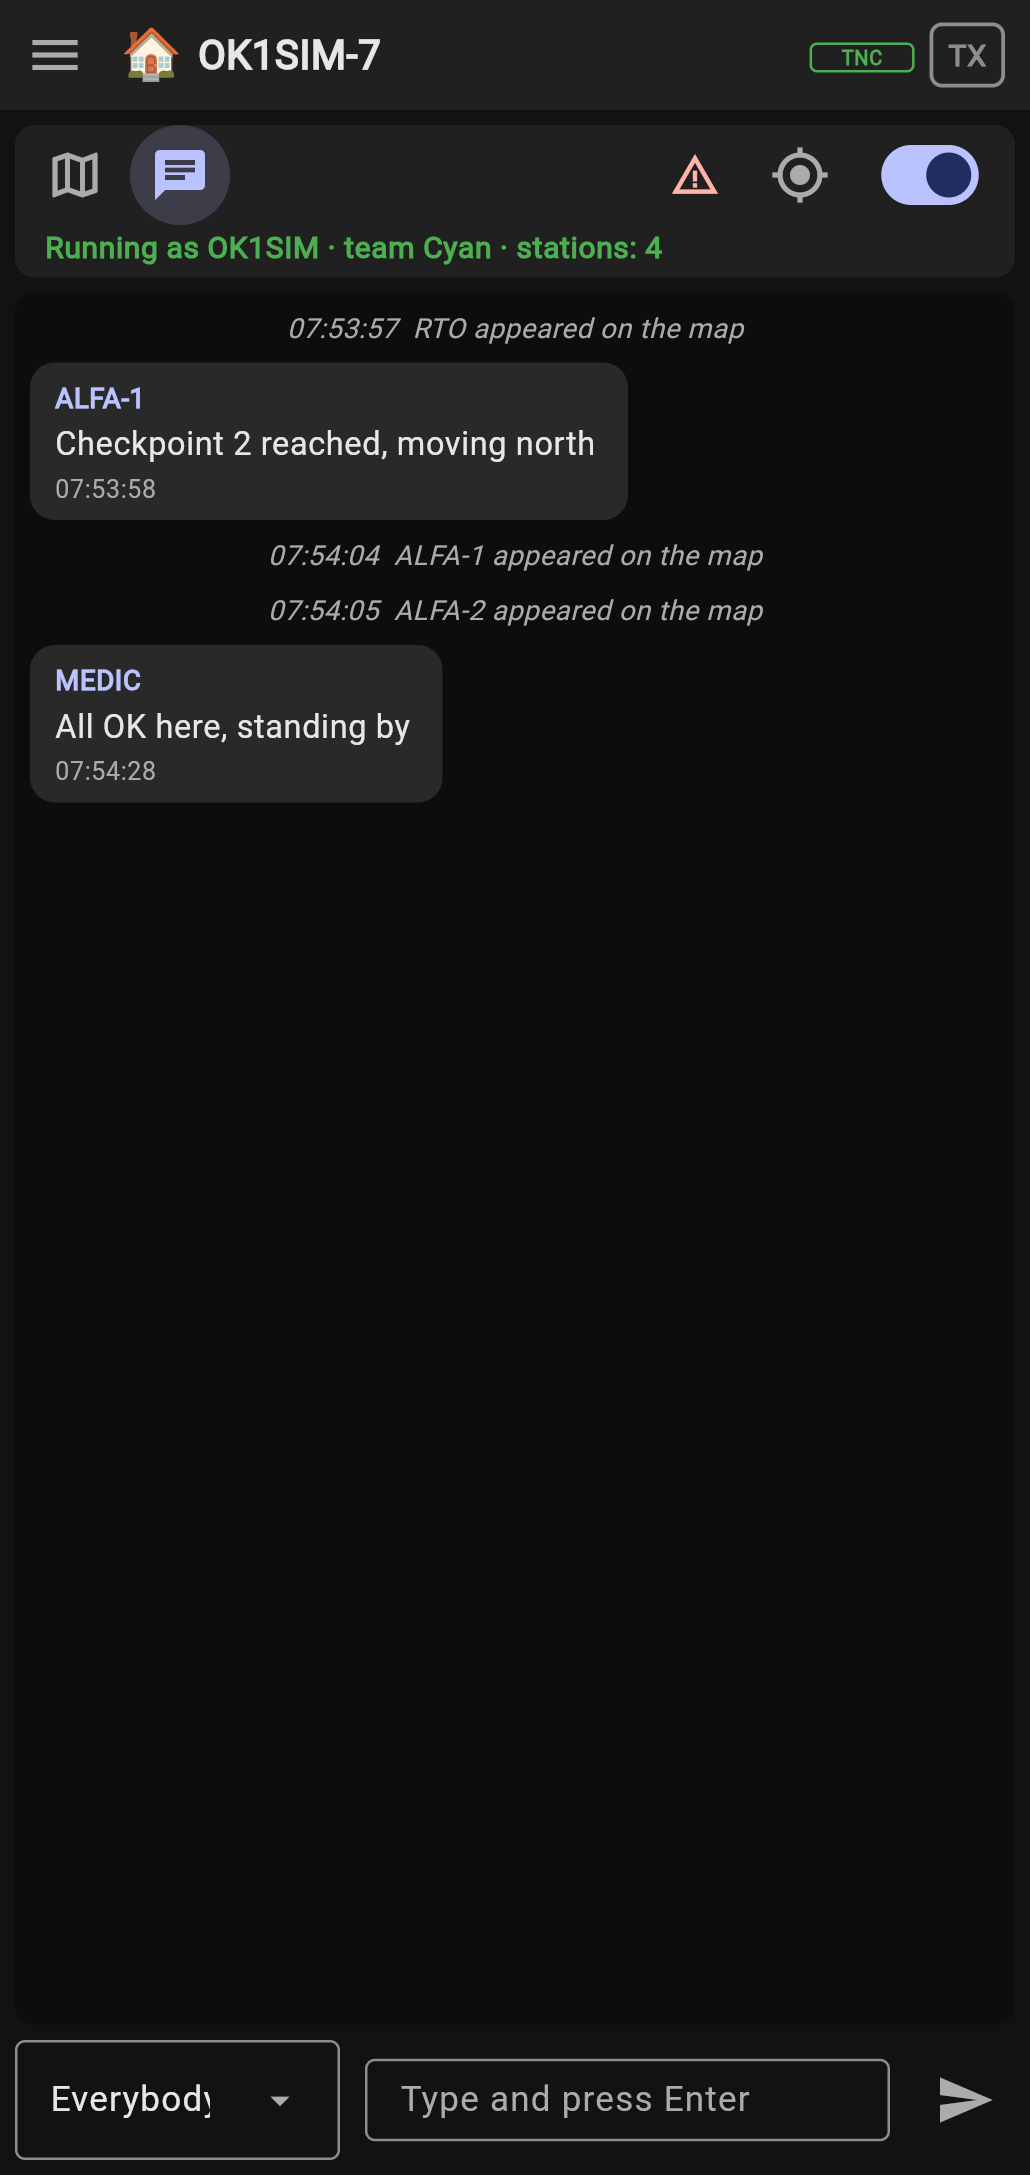 OK1SIM-7
TNC
TX
Running as OK1SIM · team Cyan · stations: 4
07:53:57 RTO appeared on the map
ALFA-1
Checkpoint 2 reached, moving north
07:53:58
07:54:04 ALFA-1 appeared on the map
07:54:05 ALFA-2 appeared on the map
MEDIC
All OK here, standing by
07:54:28
Everybody
Type and press Enter